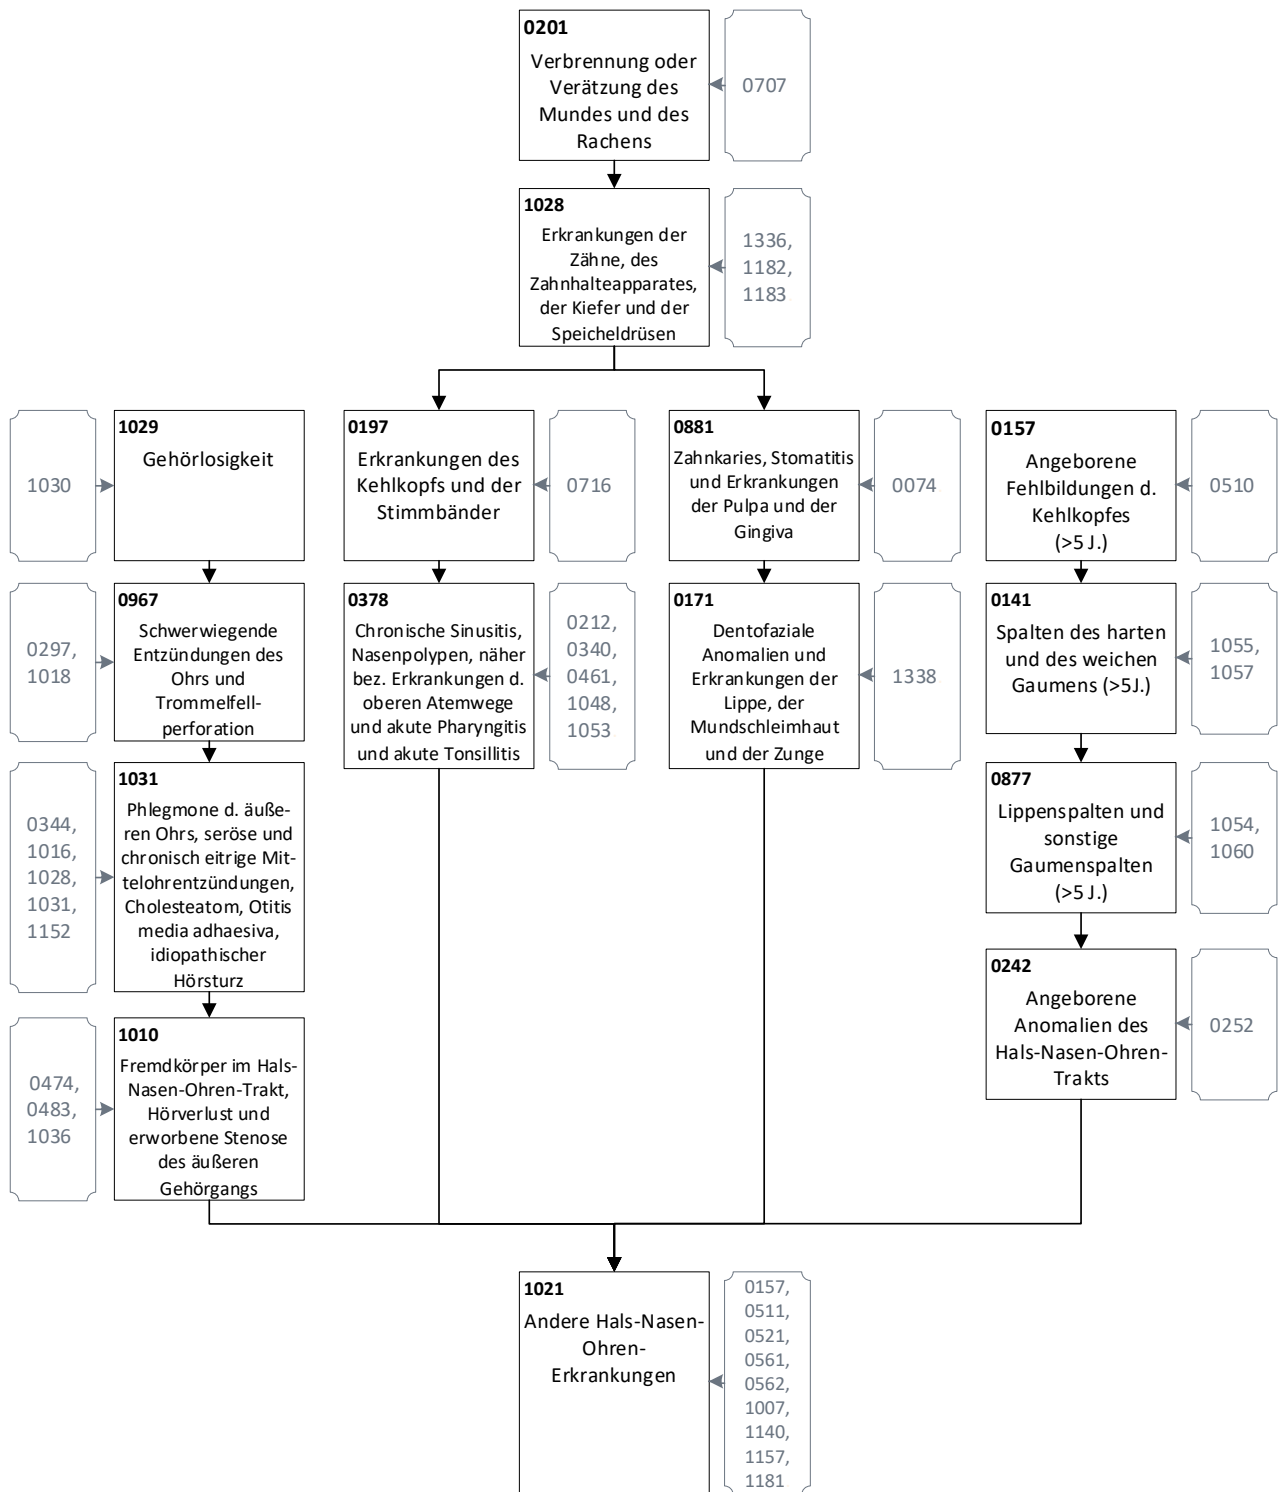 0201
Verbrennung oder
Verätzung des
Mundes und des
Rachens
0707
1028
Erkrankungen der
Zähne, des
Zahnhalteapparates,
der Kiefer und der
Speicheldrüsen
1336,
1182,
1183
1030
1029
Gehörlosigkeit
0197
Erkrankungen des
Kehlkopfs und der
Stimmbänder
0716
0881
Zahnkaries, Stomatitis
und Erkrankungen
der Pulpa und der
Gingiva
0074
0157
Angeborene
Fehlbildungen d.
Kehlkopfes
(>5 J.)
0510
0297,
1018
0967
Schwerwiegende
Entzündungen des
Ohrs und
Trommelfell-
perforation
0378
Chronische Sinusitis,
Nasenpolypen, näher
bez. Erkrankungen d.
oberen Atemwege
und akute Pharyngitis
und akute Tonsillitis
0212,
0340,
0461,
1048,
1053
0171
Dentofaziale
Anomalien und
Erkrankungen der
Lippe, der
Mundschleimhaut
und der Zunge
1338
0141
Spalten des harten
und des weichen
Gaumens (>5J.)
1055,
1057
0344,
1016,
1028,
1031,
1152
1031
Phlegmone d. äuße-
ren Ohrs, seröse und
chronisch eitrige Mit-
telohrentzündungen,
Cholesteatom, Otitis
media adhaesiva,
idiopathischer
Hörsturz
0877
Lippenspalten und
sonstige
Gaumenspalten
(>5 J.)
1054,
1060
0242
Angeborene
Anomalien des
Hals-Nasen-Ohren-
Trakts
0252
0474,
0483,
1036
1010
Fremdkörper im Hals-
Nasen-Ohren-Trakt,
Hörverlust und
erworbene Stenose
des äußeren
Gehörgangs
1021
Andere Hals-Nasen-
Ohren-
Erkrankungen
0157,
0511,
0521,
0561,
0562,
1007,
1140,
1157,
1181